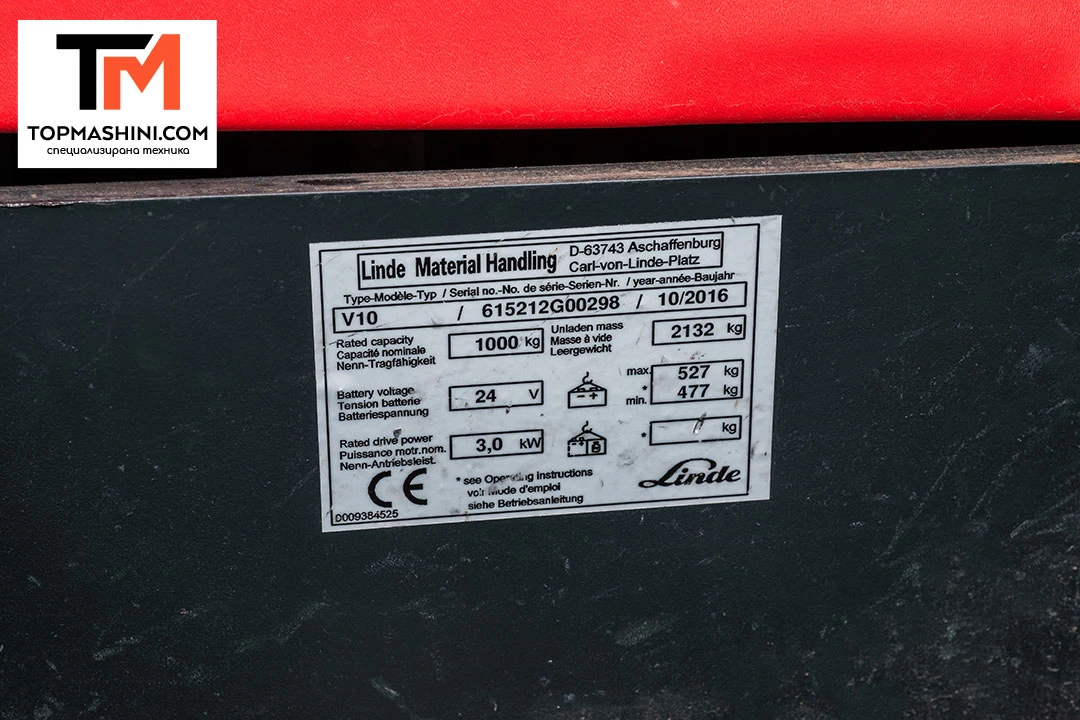 TM
TOPMASHINI.COM
специализирана техника
Linde Material Handling
D-63743 Aschaffenburg
Carl-von-Linde-Platz
Type-Modèle-Typ / Serial no.-No. de série-Serien-Nr. / year-année-Baujahr
V10 / 615212G00298 / 10/2016
Rated capacity
Capacité nominale
Nenn-Tragfähigkeit
1000 kg
Unladen mass
Masse à vide
Leergewicht
2132 kg
Battery voltage
Tension batterie
Batteriespannung
24 V
max. 527 kg
*
min. 477 kg
Rated drive power
Puissance motr.nom.
Nenn-Antriebsleist.
3,0 kW
* kg
CE
* see Operating instructions
voir Mode d'emploi
siehe Betriebsanleitung
Linde
0009384525